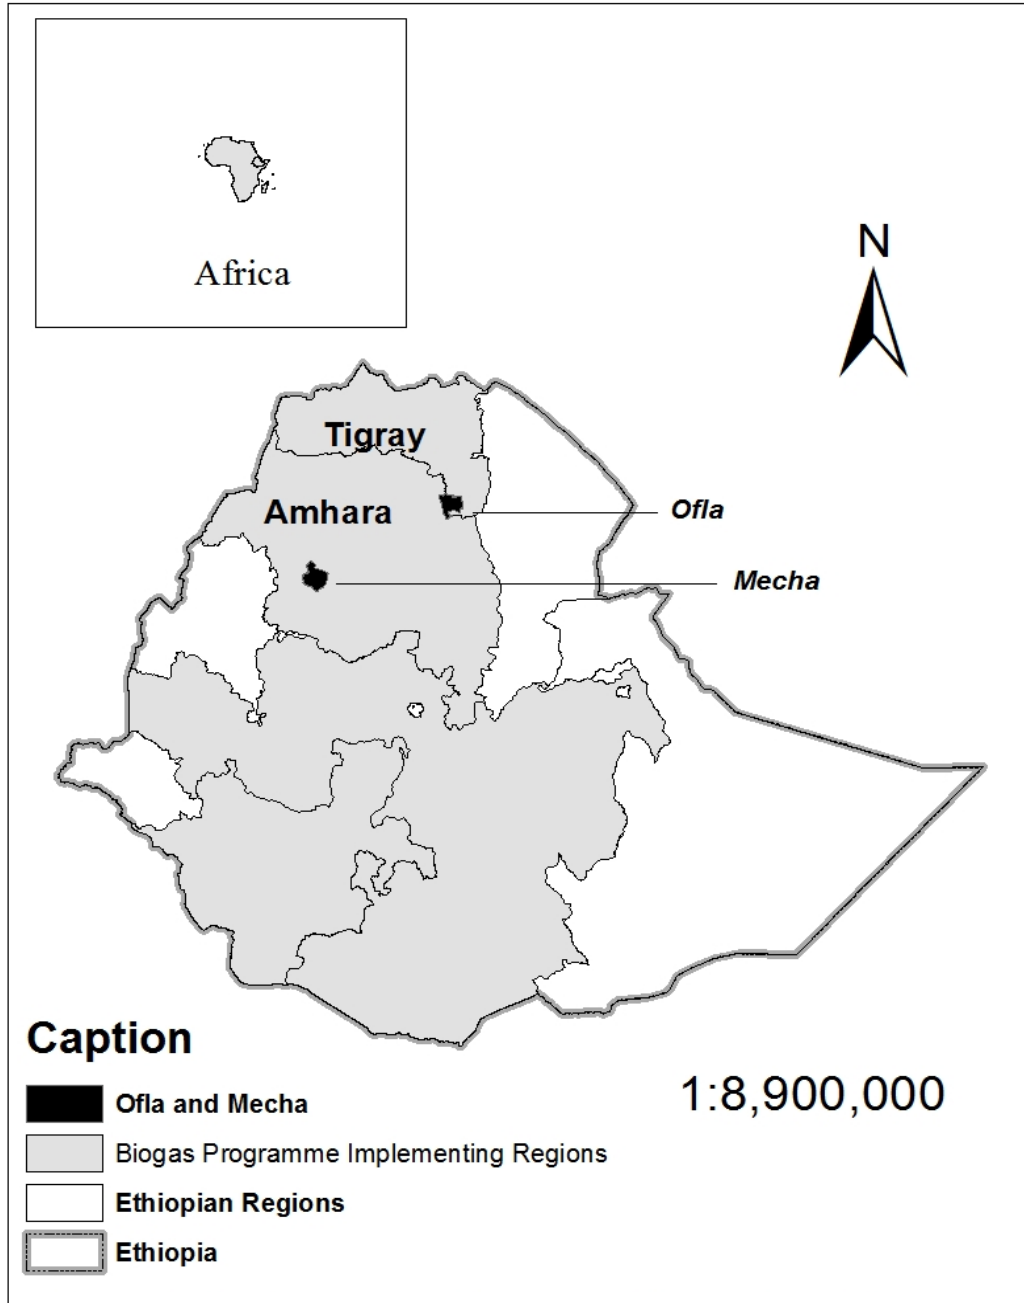 Africa
N
Tigray
Amhara
Ofla
Mecha
Caption
1:8,900,000
Ofla and Mecha
Biogas Programme Implementing Regions
Ethiopian Regions
Ethiopia